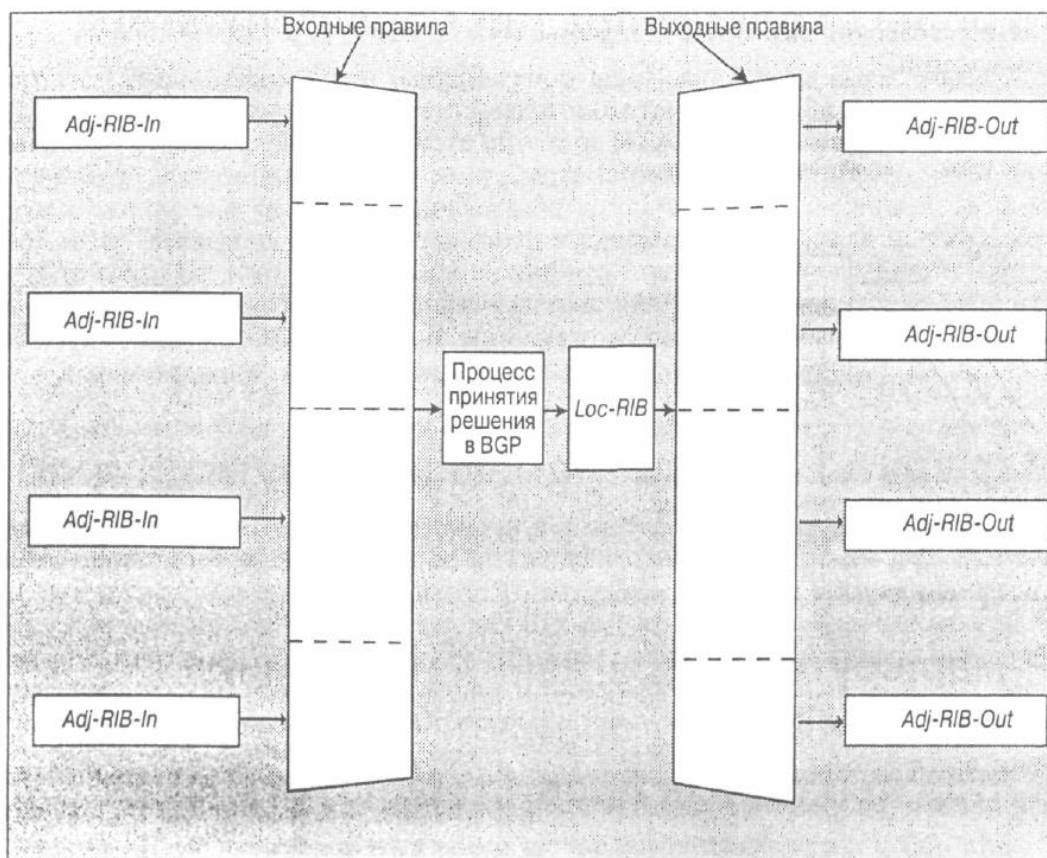 Входные правила
Выходные правила
Adj-RIB-In
Adj-RIB-Out
Adj-RIB-In
Adj-RIB-Out
Процесс
принятия
решения
в BGP
Loc-RIB
Adj-RIB-In
Adj-RIB-Out
Adj-RIB-In
Adj-RIB-Out